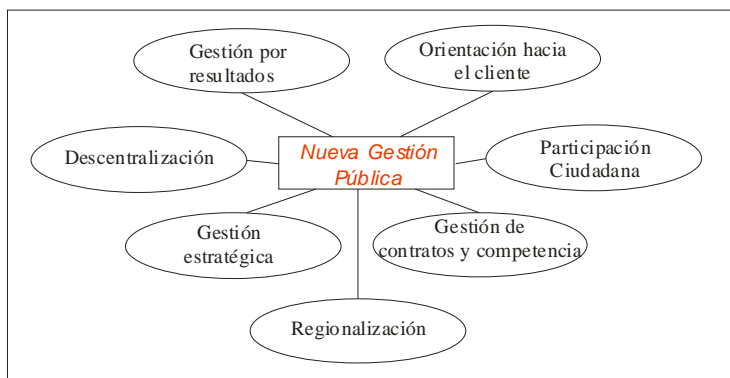 Gestión por
resultados
Orientación hacia
el cliente
Descentralización
Nueva Gestión
Pública
Participación
Ciudadana
Gestión
estratégica
Gestión de
contratos y competencia
Regionalización